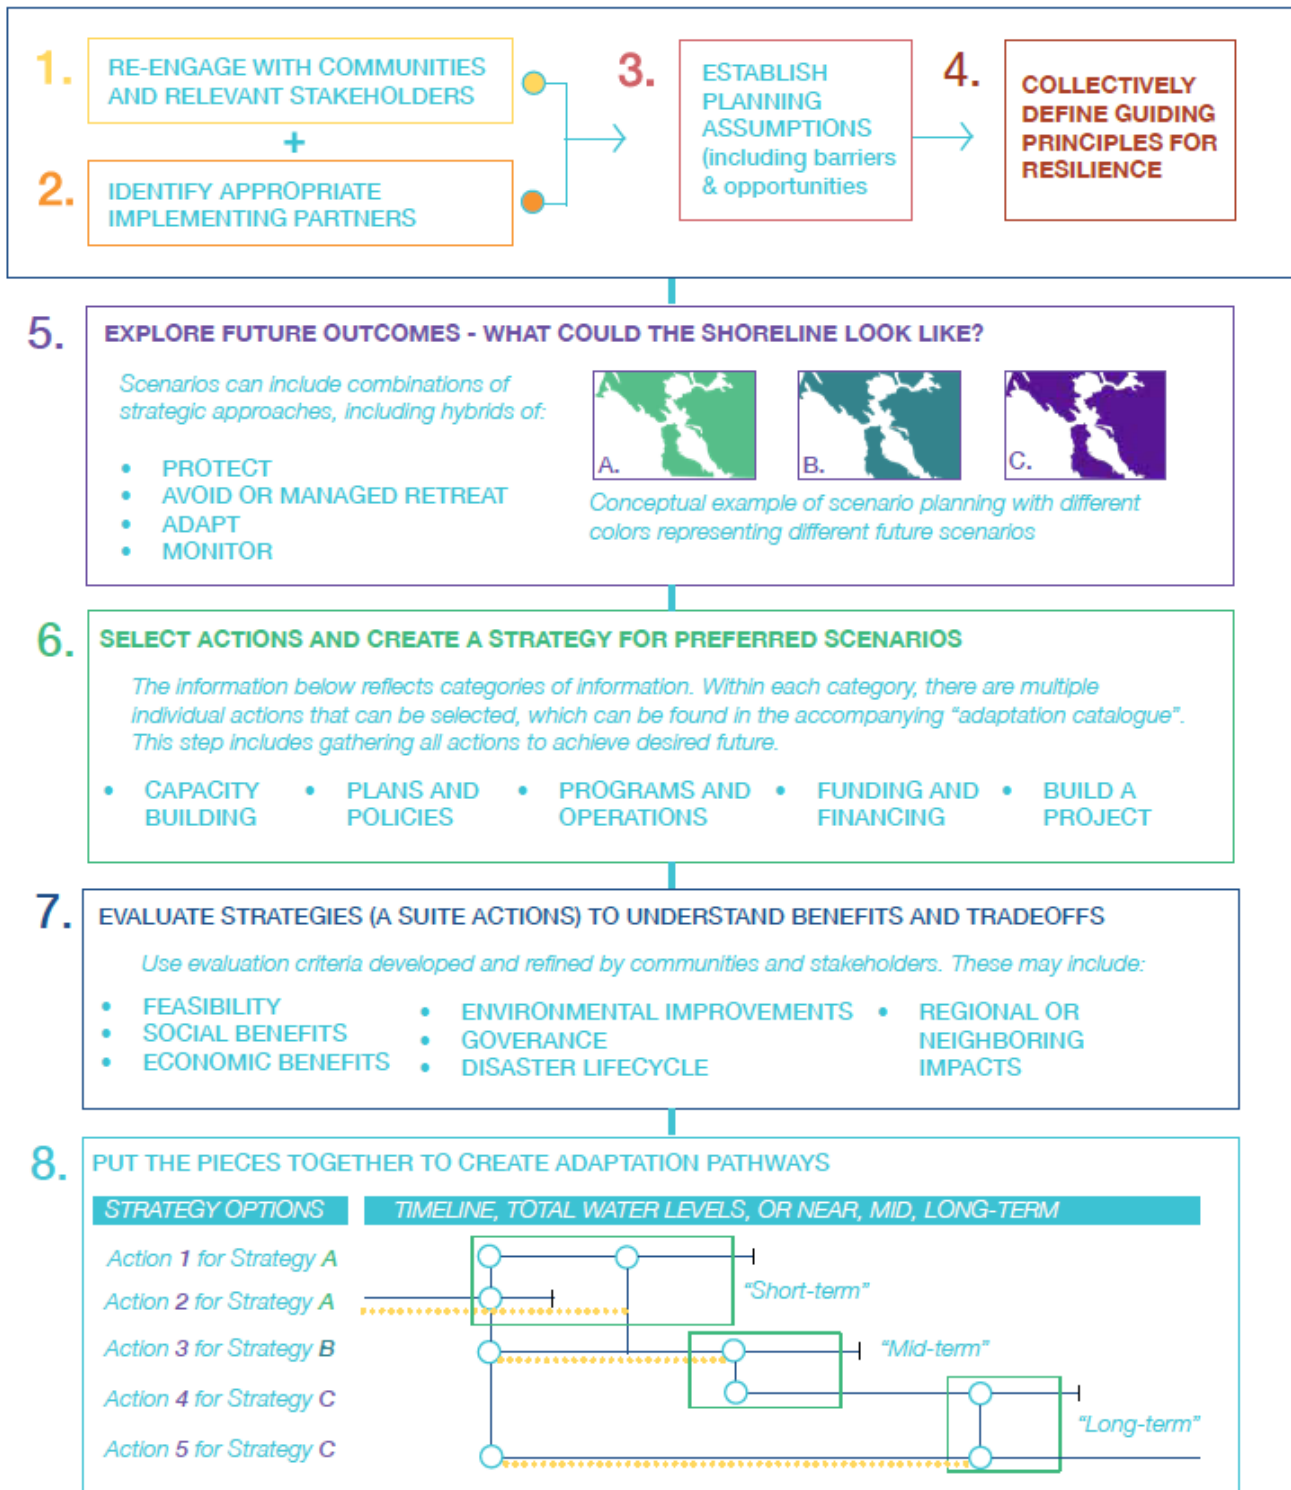 1.
RE-ENGAGE WITH COMMUNITIES
AND RELEVANT STAKEHOLDERS
+
2.
IDENTIFY APPROPRIATE
IMPLEMENTING PARTNERS
3.
ESTABLISH
PLANNING
ASSUMPTIONS
(including barriers
& opportunities
4.
COLLECTIVELY
DEFINE GUIDING
PRINCIPLES FOR
RESILIENCE
5.
EXPLORE FUTURE OUTCOMES - WHAT COULD THE SHORELINE LOOK LIKE?
Scenarios can include combinations of
strategic approaches, including hybrids of:
• PROTECT
• AVOID OR MANAGED RETREAT
• ADAPT
• MONITOR
A.
B.
C.
Conceptual example of scenario planning with different
colors representing different future scenarios
6.
SELECT ACTIONS AND CREATE A STRATEGY FOR PREFERRED SCENARIOS
The information below reflects categories of information. Within each category, there are multiple
individual actions that can be selected, which can be found in the accompanying “adaptation catalogue”.
This step includes gathering all actions to achieve desired future.
• CAPACITY
BUILDING
• PLANS AND
POLICIES
• PROGRAMS AND
OPERATIONS
• FUNDING AND
FINANCING
• BUILD A
PROJECT
7.
EVALUATE STRATEGIES (A SUITE ACTIONS) TO UNDERSTAND BENEFITS AND TRADEOFFS
Use evaluation criteria developed and refined by communities and stakeholders. These may include:
• FEASIBILITY
• SOCIAL BENEFITS
• ECONOMIC BENEFITS
• ENVIRONMENTAL IMPROVEMENTS
• GOVERANCE
• DISASTER LIFECYCLE
• REGIONAL OR
NEIGHBORING
IMPACTS
8.
PUT THE PIECES TOGETHER TO CREATE ADAPTATION PATHWAYS
STRATEGY OPTIONS
TIMELINE, TOTAL WATER LEVELS, OR NEAR, MID, LONG-TERM
Action 1 for Strategy A
Action 2 for Strategy A
“Short-term”
Action 3 for Strategy B
“Mid-term”
Action 4 for Strategy C
“Long-term”
Action 5 for Strategy C